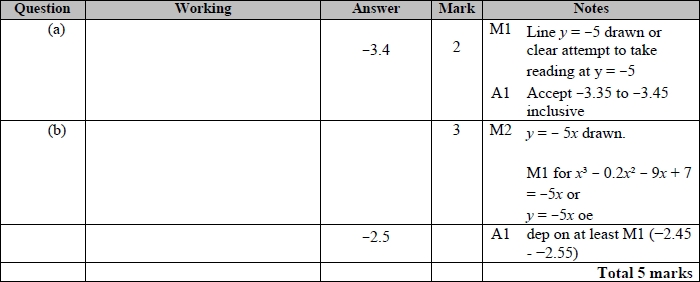 Question Working Answer Mark Notes
(a) −3.4 2 M1 Line y = −5 drawn or
clear attempt to take
reading at y = −5
A1 Accept −3.35 to −3.45
inclusive
(b) 3 M2 y = − 5x drawn.
M1 for x³ − 0.2x² − 9x + 7
= −5x or
y = −5x oe
−2.5 A1 dep on at least M1 (−2.45
- −2.55)
Total 5 marks